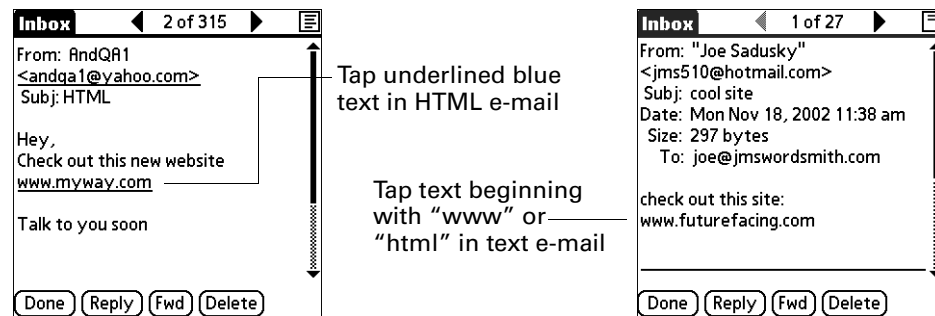 Inbox
2 of 315
From: AndQA1
<andqa1@yahoo.com>
Subj: HTML
Hey,
Check out this new website
www.myway.com
Talk to you soon
Done Reply Fwd Delete
Tap underlined blue
text in HTML e-mail
Tap text beginning
with “www” or
“html” in text e-mail
Inbox
1 of 27
From: "Joe Sadusky"
<jms510@hotmail.com>
Subj: cool site
Date: Mon Nov 18, 2002 11:38 am
Size: 297 bytes
To: joe@jmswordsmith.com
check out this site:
www.futurefacing.com
Done Reply Fwd Delete